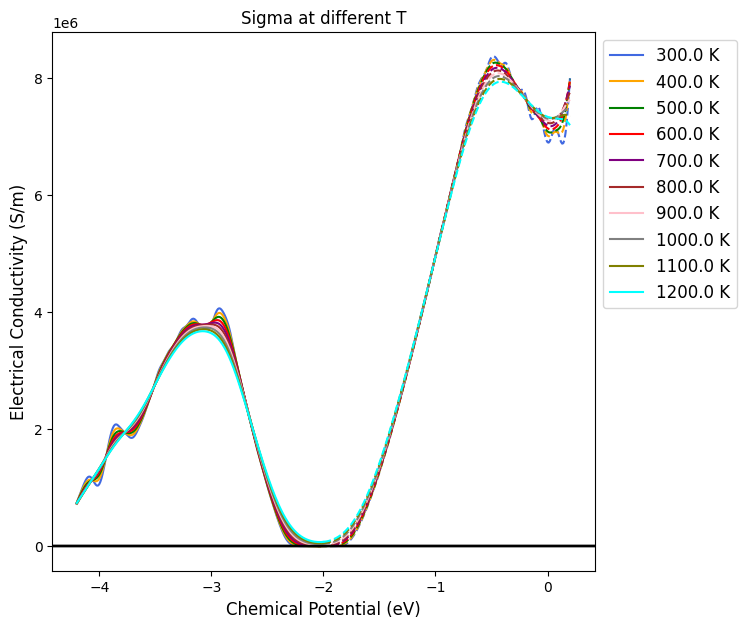 Sigma at different T
1e6
8
6
4
2
0
Electrical Conductivity (S/m)
−4
−3
−2
−1
0
Chemical Potential (eV)
300.0 K
400.0 K
500.0 K
600.0 K
700.0 K
800.0 K
900.0 K
1000.0 K
1100.0 K
1200.0 K